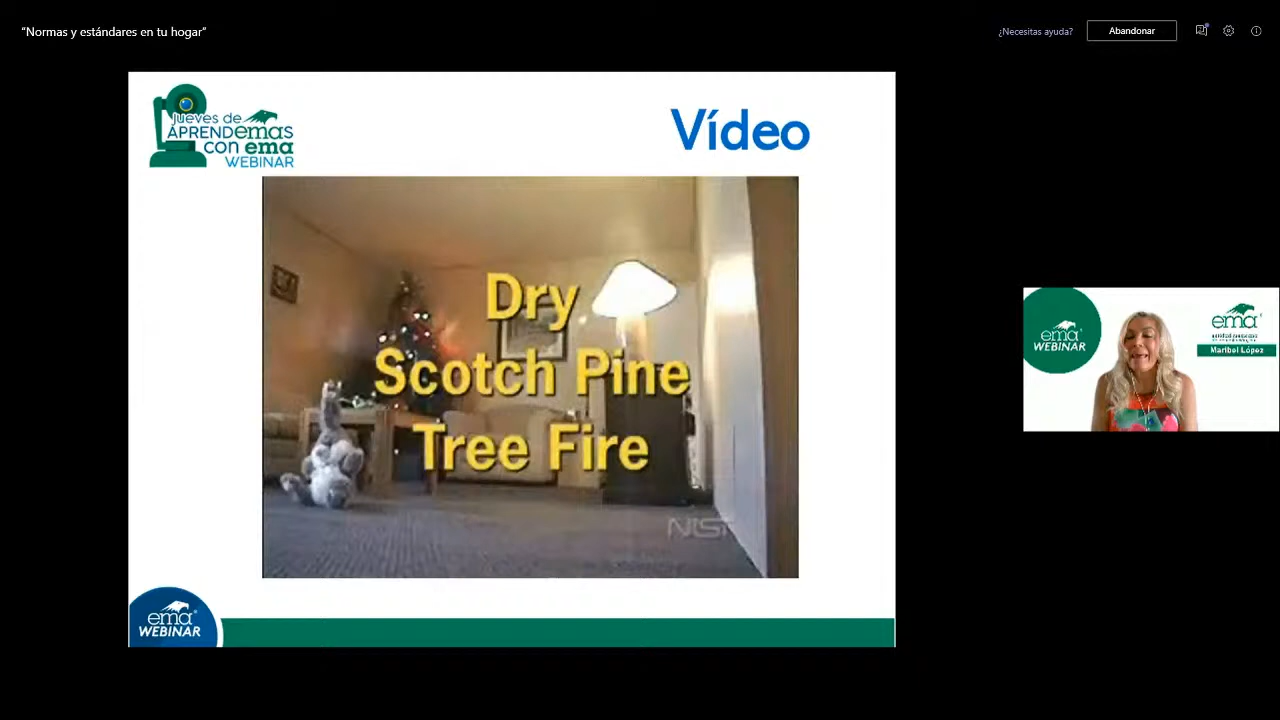 “Normas y estándares en tu hogar”
¿Necesitas ayuda?
Abandonar
jueves de
APRENDEMAS
con ema
WEBINAR
Vídeo
Dry
Scotch Pine
Tree Fire
NIST
ema
WEBINAR
ema
WEBINAR
ema
Maribel López